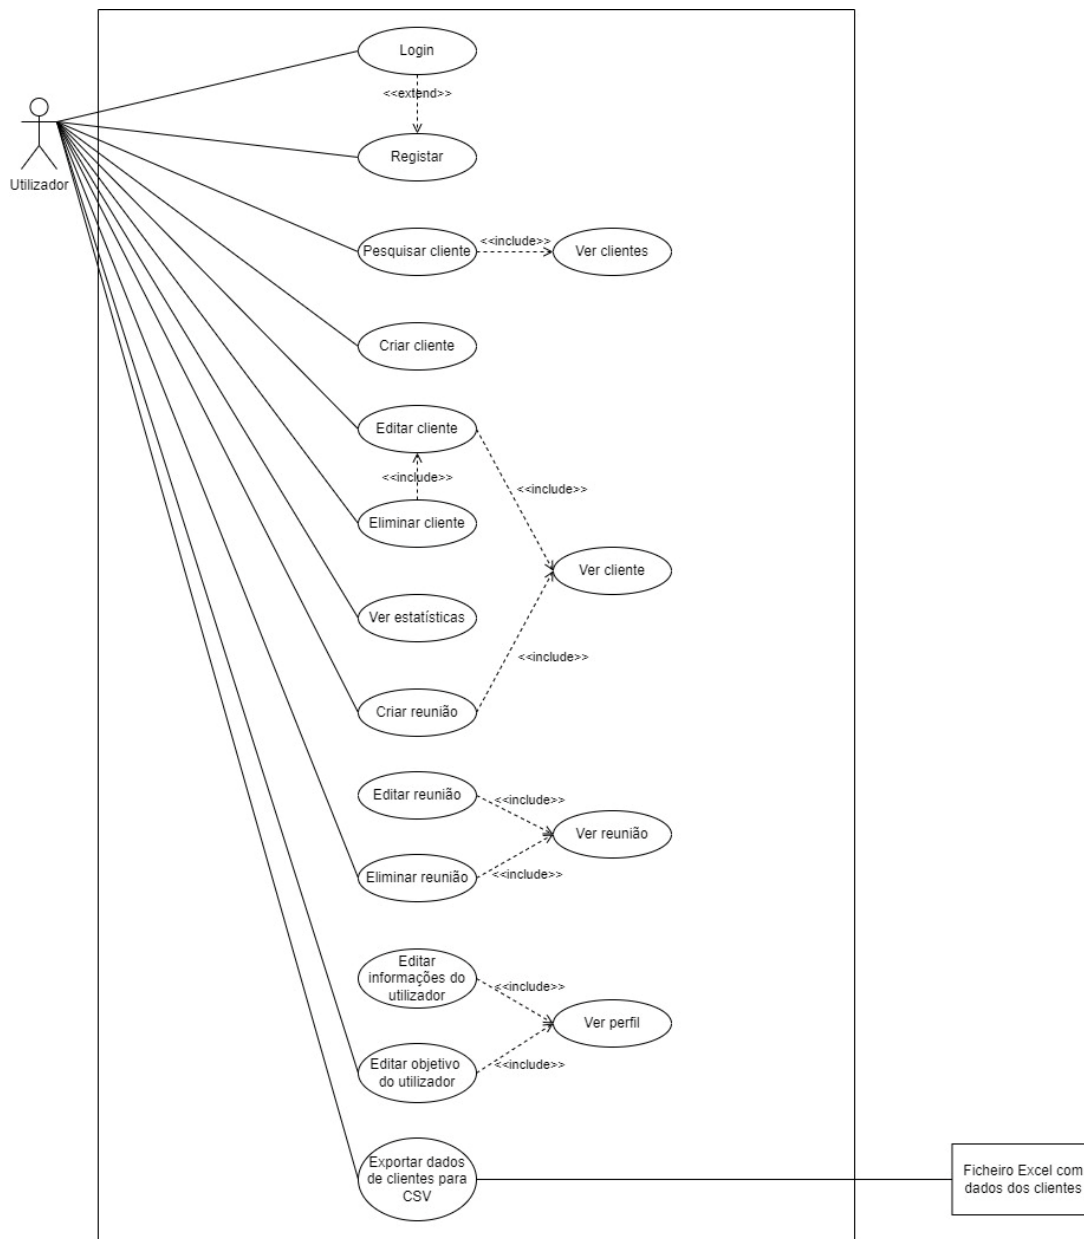 Login
<<extend>>
Utilizador
Registar
Pesquisar cliente
<<include>>
Ver clientes
Criar cliente
Editar cliente
<<include>>
<<include>>
Eliminar cliente
Ver cliente
Ver estatísticas
<<include>>
Criar reunião
Editar reunião
<<include>>
Ver reunião
Eliminar reunião
<<include>>
Editar
informações do
utilizador
<<include>>
Ver perfil
Editar objetivo
do utilizador
<<include>>
Exportar dados
de clientes para
CSV
Ficheiro Excel com
dados dos clientes